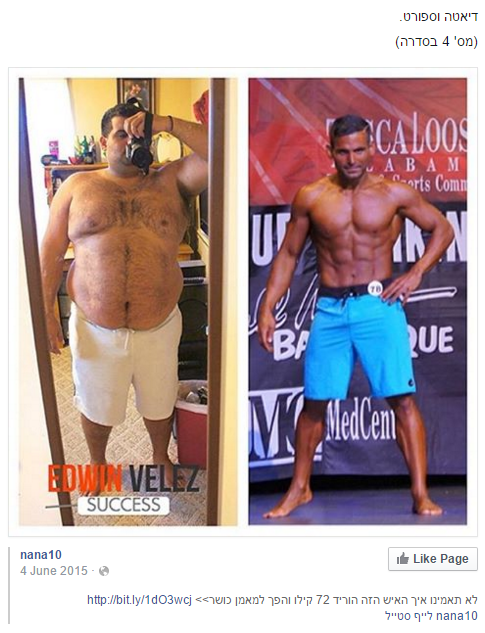 דיאטה וספורט.
(מס' 4 בסדרה)
CCALOOS
ABAM
Sports Comm
BA
QUE
78
MedCen
EDWIN VELEZ
SUCCESS
nana10
4 June 2015
Like Page
לא תאמינו איך האיש הזה הוריד 72 קילו והפך למאמן כושר>> http://bit.ly/1dO3wcj
nana10 לייף סטייל